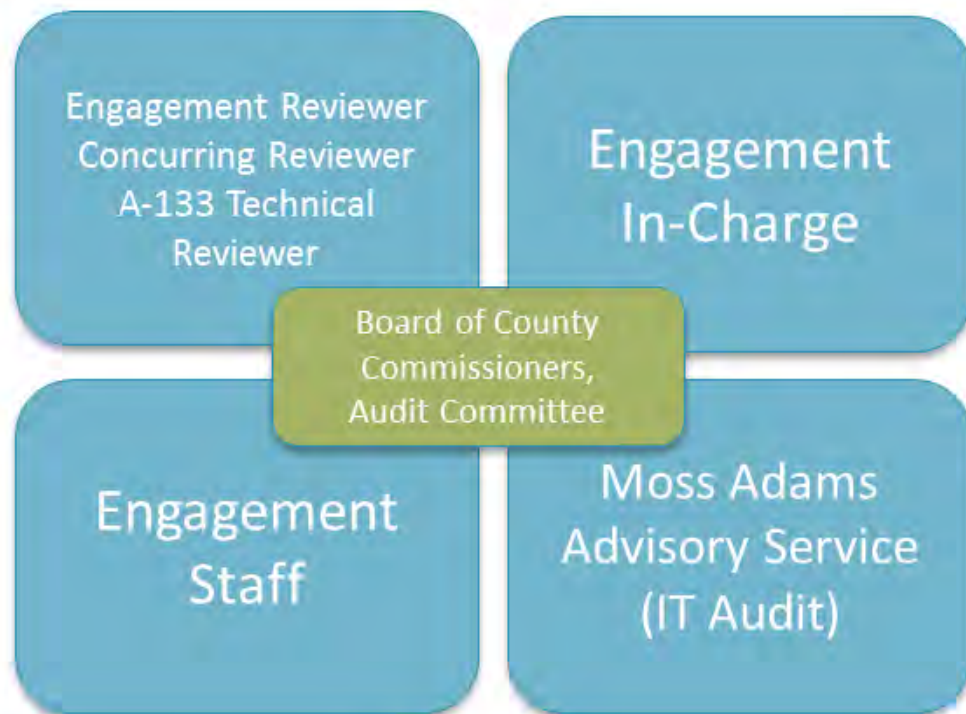 Engagement Reviewer
Concurring Reviewer
A-133 Technical
Reviewer
Engagement
In-Charge
Board of County
Commissioners,
Audit Committee
Engagement
Staff
Moss Adams
Advisory Service
(IT Audit)